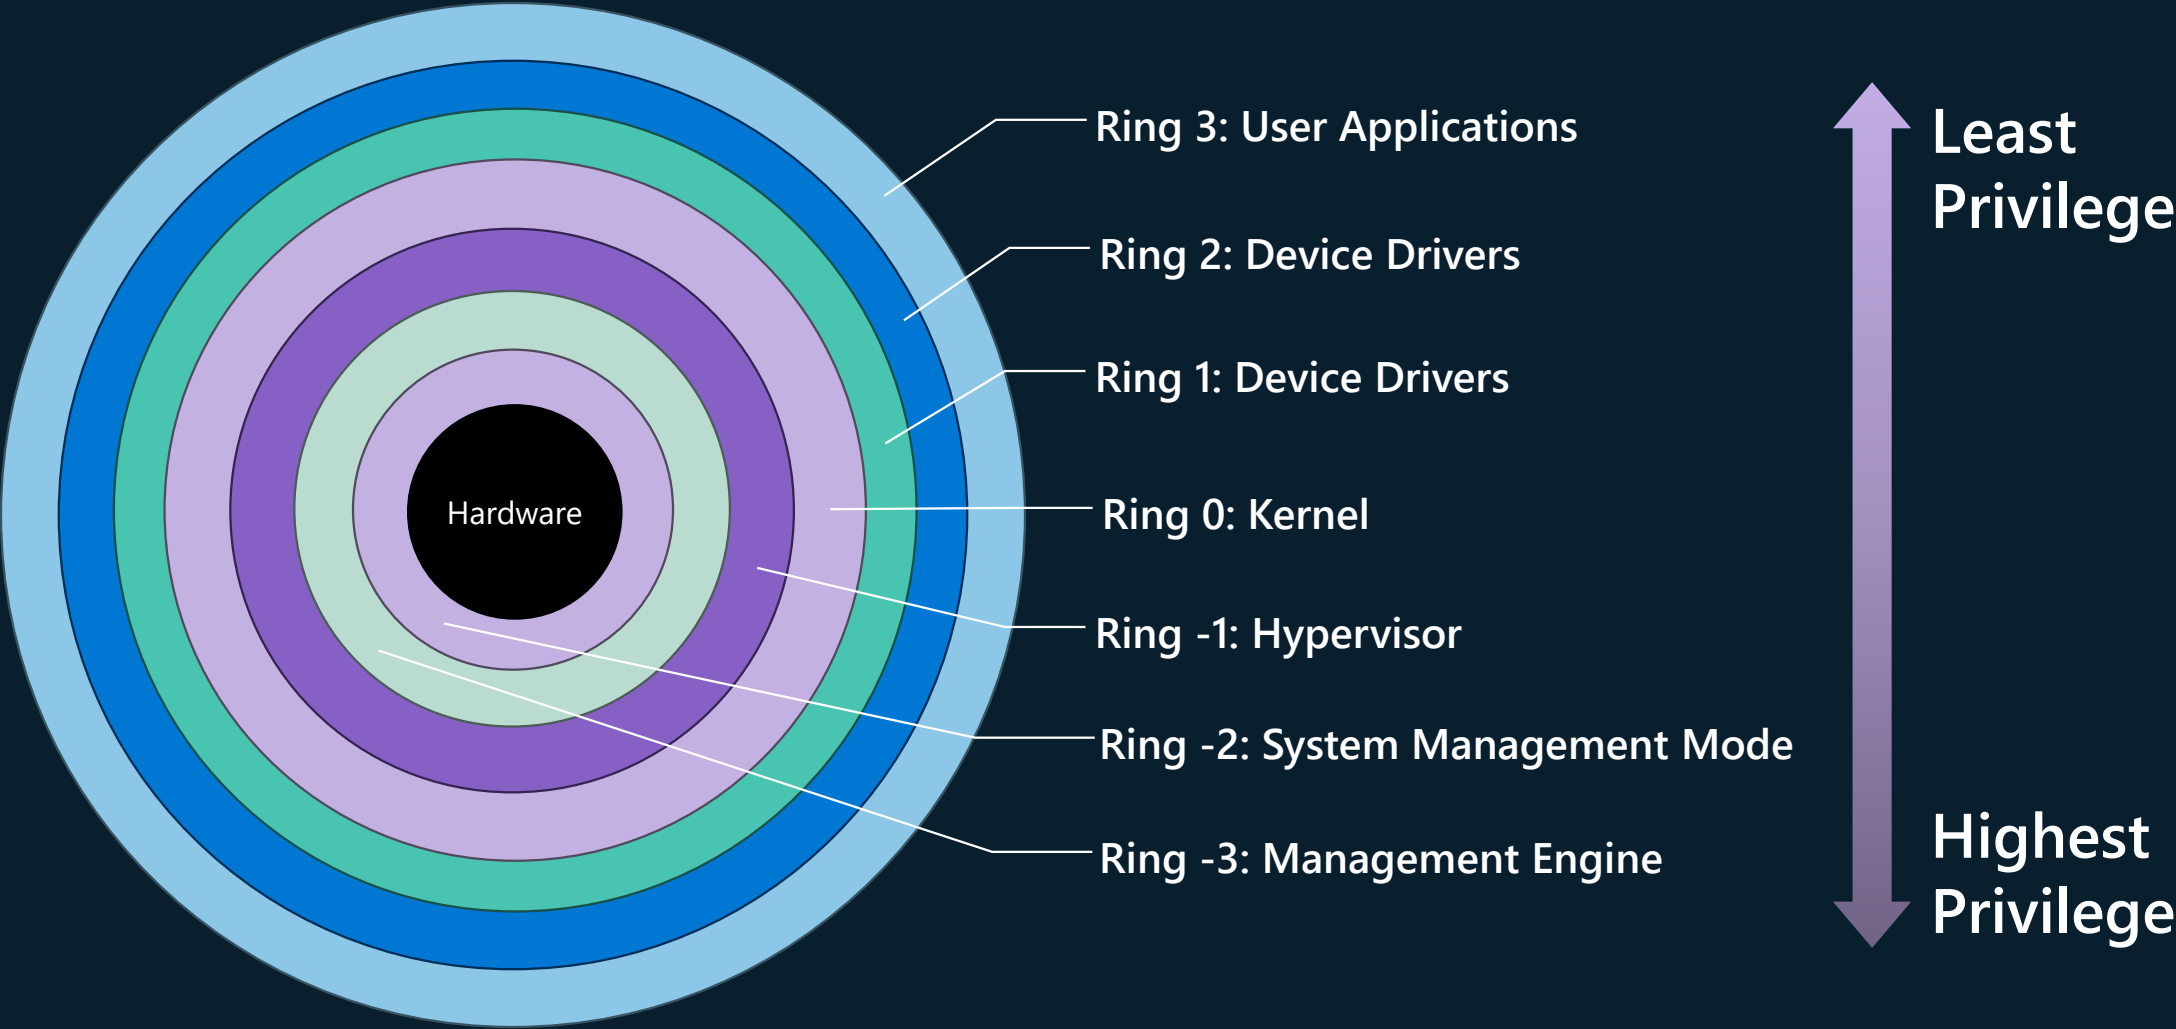 Ring 3: User Applications
Least
Privilege
Ring 2: Device Drivers
Ring 1: Device Drivers
Hardware
Ring 0: Kernel
Ring -1: Hypervisor
Ring -2: System Management Mode
Ring -3: Management Engine
Highest
Privilege